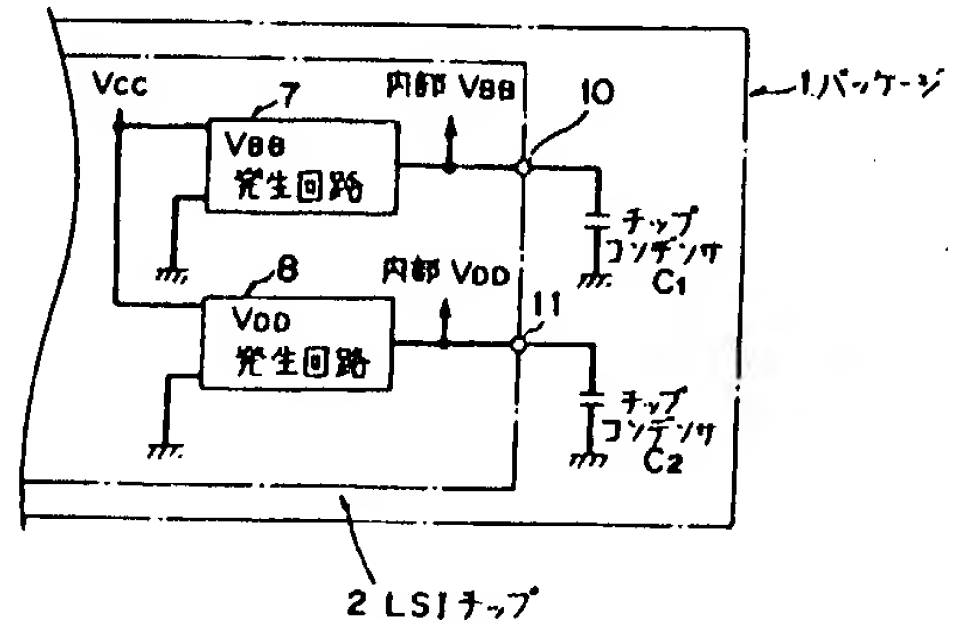 1 パッケージ
VCC
7
内部 VBB
10
VBB
発生回路
チップ
コンデンサ
C1
8
内部 VDD
11
VDD
発生回路
チップ
コンデンサ
C2
2 LSIチップ